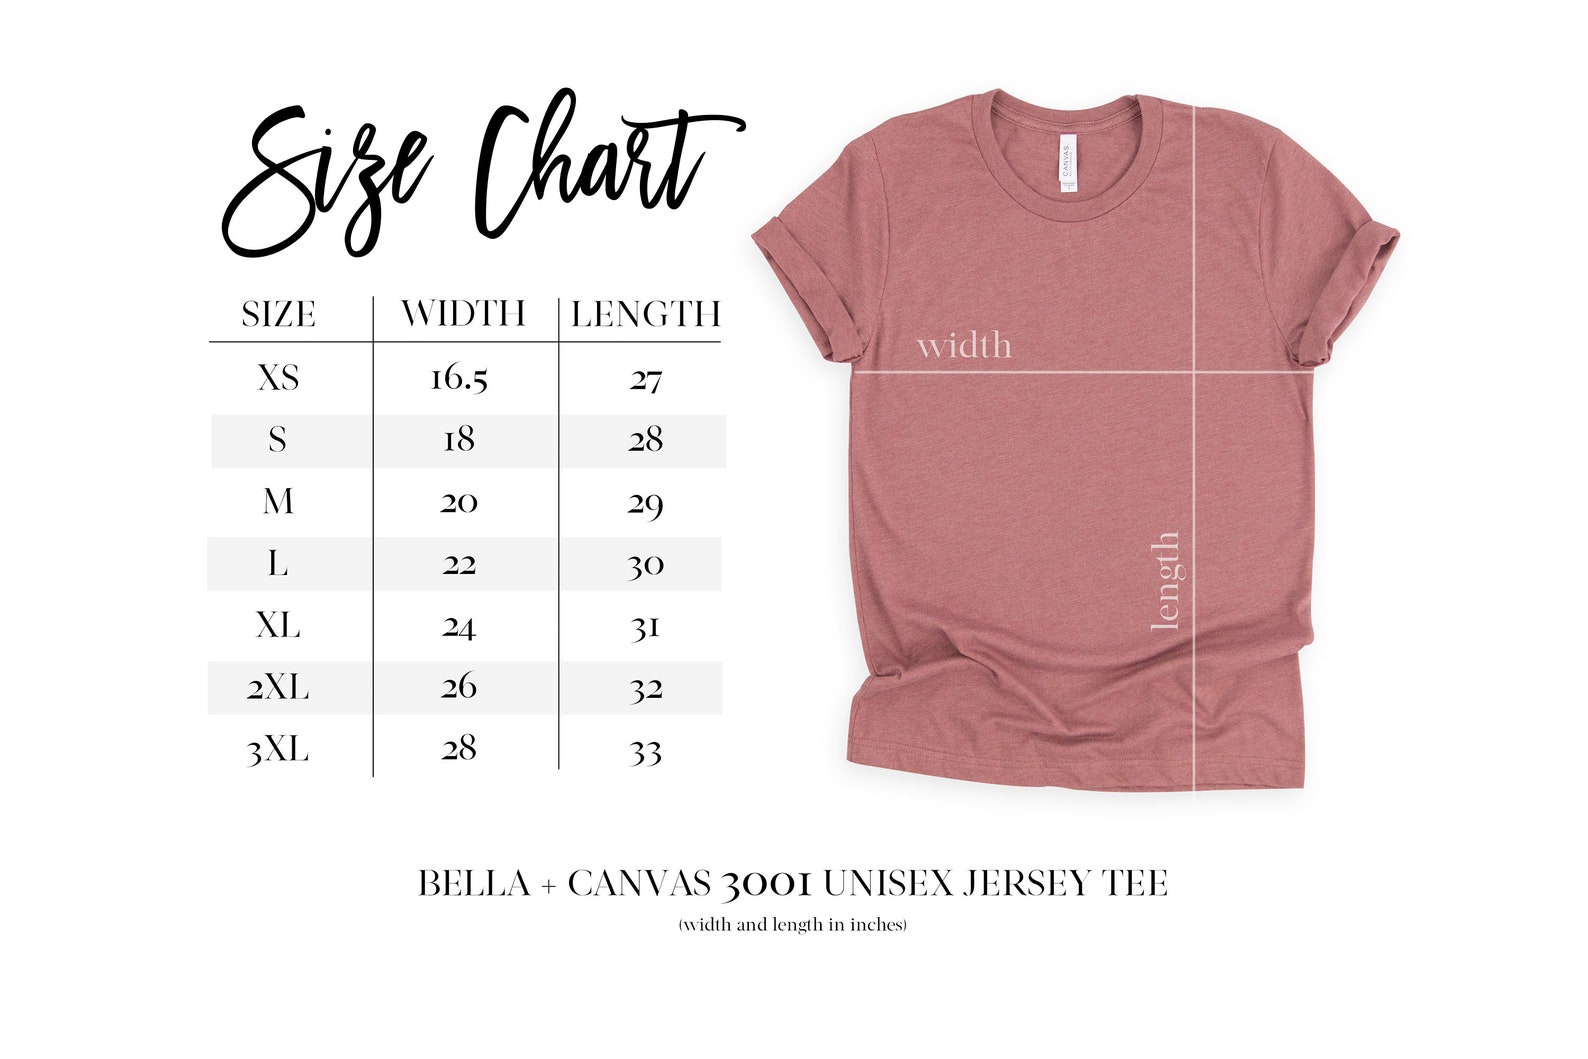 Size Chart
SIZE WIDTH LENGTH
XS 16.5 27
S 18 28
M 20 29
L 22 30
XL 24 31
2XL 26 32
3XL 28 33
CANVAS.
width
length
BELLA + CANVAS 3001 UNISEX JERSEY TEE
(width and length in inches)